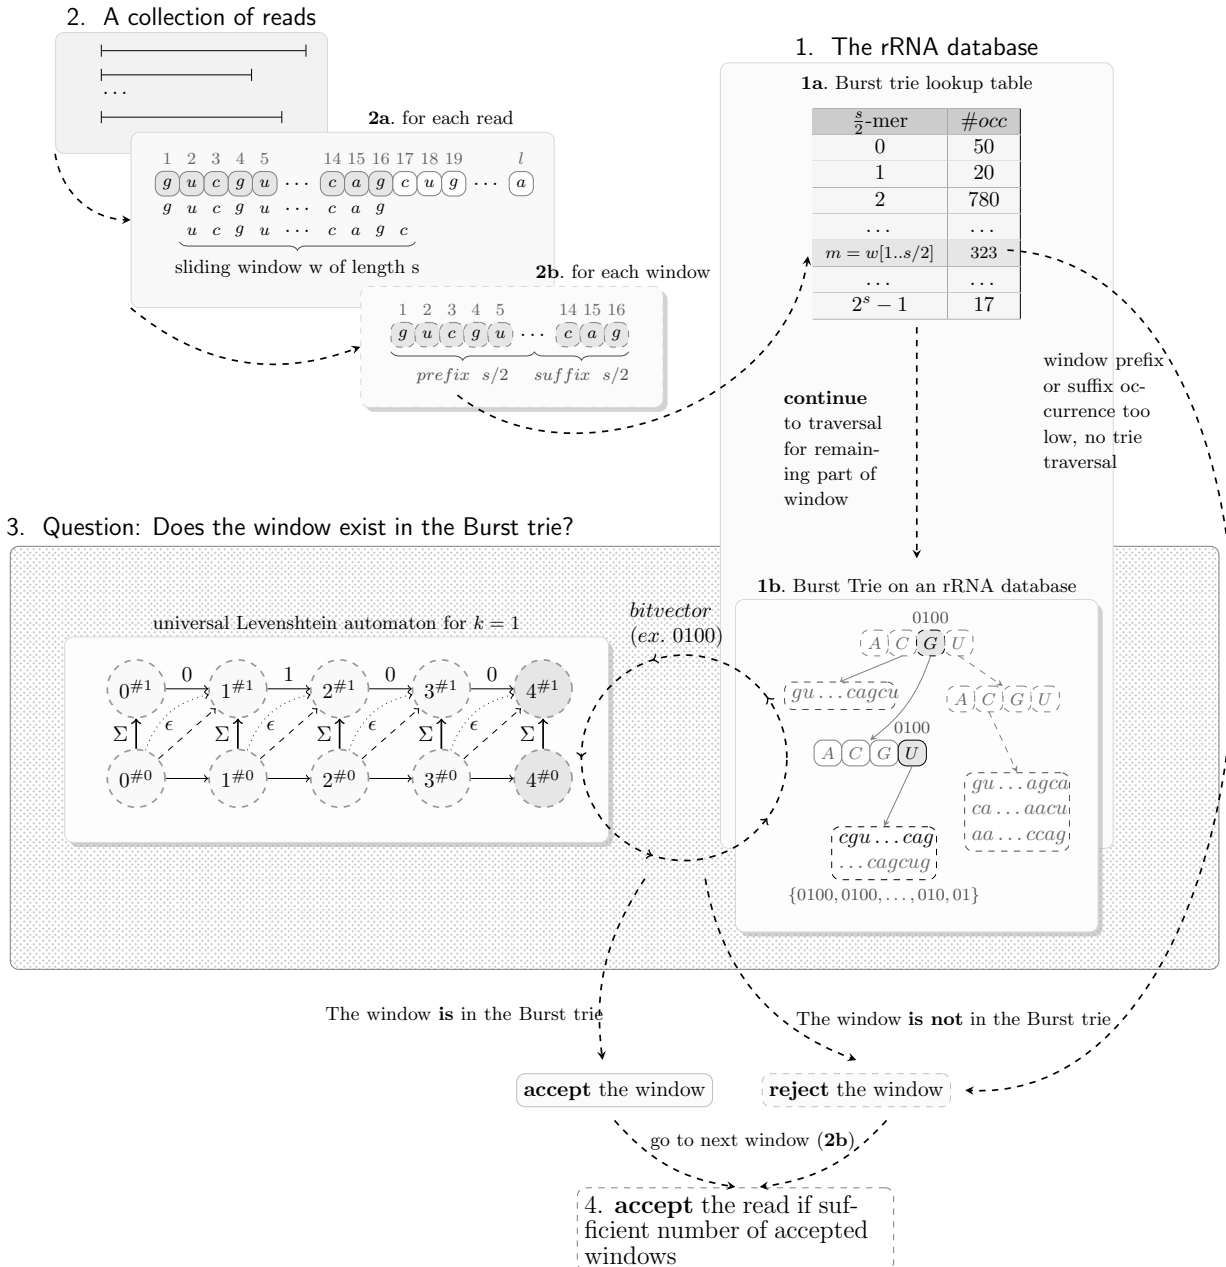 2. A collection of reads
...
2a. for each read
1 2 3 4 5 14 15 16 17 18 19 l
g u c g u ... c a g c u g ... a
g u c g u ... c a g
u c g u ... c a g c
sliding window w of length s
2b. for each window
1 2 3 4 5 14 15 16
g u c g u ... c a g
prefix s/2 suffix s/2
1. The rRNA database
1a. Burst trie lookup table
s/2-mer #occ
0 50
1 20
2 780
... ...
m = w[1..s/2] 323
... ...
2^s − 1 17
continue
to traversal
for remain-
ing part of
window
window prefix
or suffix oc-
currence too
low, no trie
traversal
3. Question: Does the window exist in the Burst trie?
universal Levenshtein automaton for k = 1
0^#1 0 1^#1 1 2^#1 0 3^#1 0 4^#1
Σ ϵ Σ ϵ Σ ϵ Σ ϵ Σ
0^#0 1^#0 2^#0 3^#0 4^#0
bitvector
(ex. 0100)
1b. Burst Trie on an rRNA database
0100
A C G U
gu...cagcu
A C G U
0100
A C G U
gu...agca
ca...aacu
aa...ccag
cgu...cag
...cagcug
{0100, 0100, ..., 010, 01}
The window is in the Burst trie
The window is not in the Burst trie
accept the window
reject the window
go to next window (2b)
4. accept the read if suf-
ficient number of accepted
windows